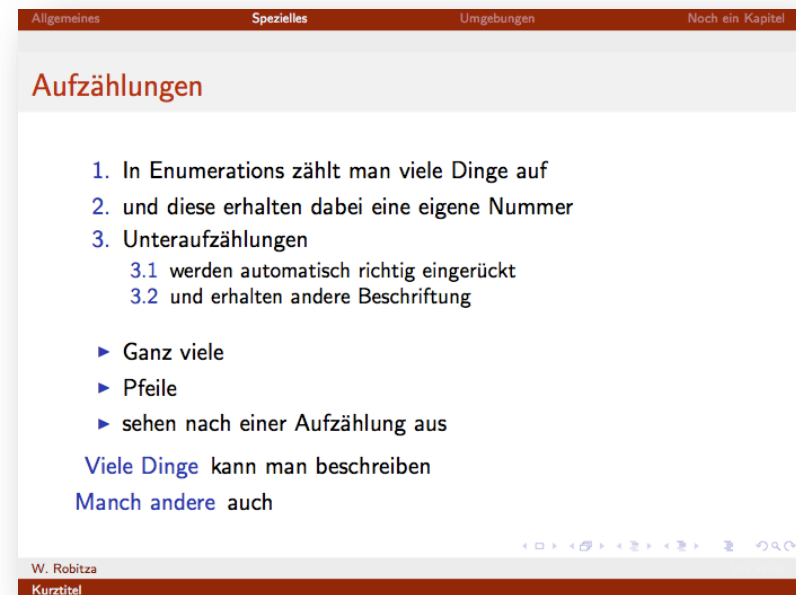 Allgemeines Spezielles Umgebungen Noch ein Kapitel
Aufzählungen
1. In Enumerations zählt man viele Dinge auf
2. und diese erhalten dabei eine eigene Nummer
3. Unteraufzählungen
3.1 werden automatisch richtig eingerückt
3.2 und erhalten andere Beschriftung
Ganz viele
Pfeile
sehen nach einer Aufzählung aus
Viele Dinge kann man beschreiben
Manch andere auch
W. Robitza
Kurztitel